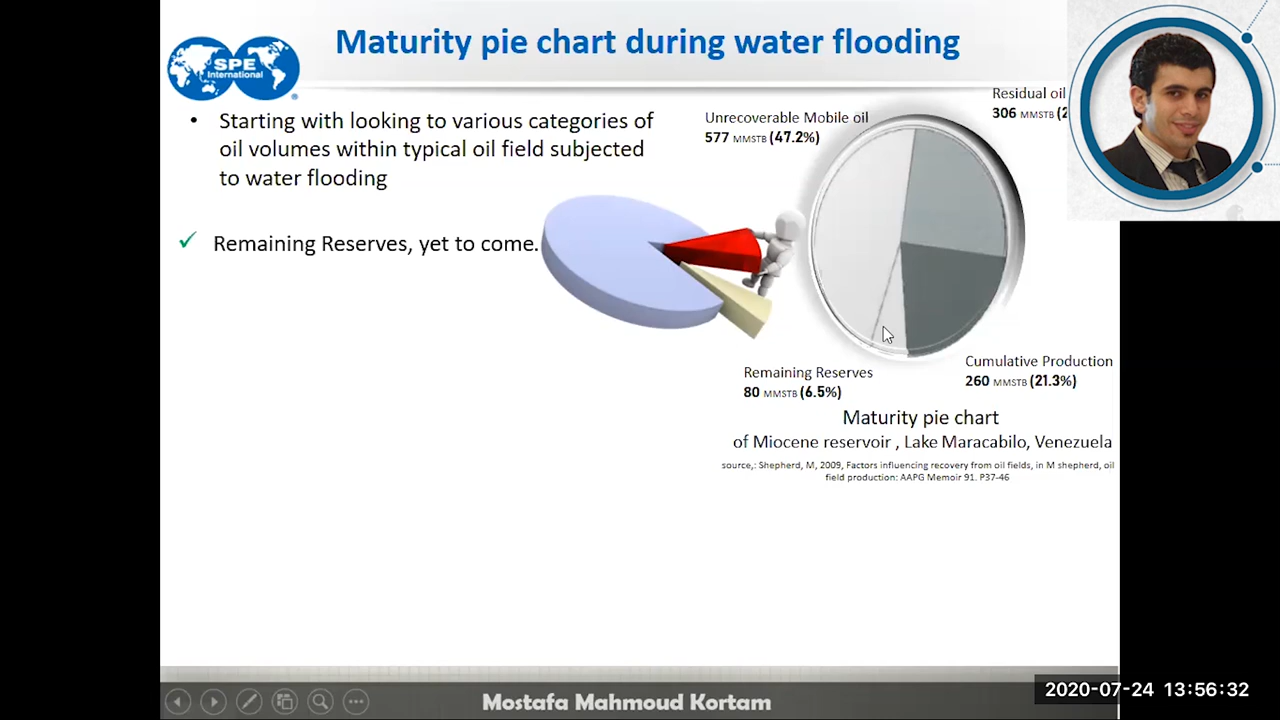 Maturity pie chart during water flooding
SPE
International
• Starting with looking to various categories of
oil volumes within typical oil field subjected
to water flooding
✓ Remaining Reserves, yet to come.
Unrecoverable Mobile oil
577 MMSTB (47.2%)
Residual oil
306 MMSTB (2
Remaining Reserves
80 MMSTB (6.5%)
Cumulative Production
260 MMSTB (21.3%)
Maturity pie chart
of Miocene reservoir , Lake Maracabilo, Venezuela
source,: Shepherd, M, 2009, Factors influencing recovery from oil fields, in M shepherd, oil
field production: AAPG Memoir 91. P37-46
Mostafa Mahmoud Kortam
2020-07-24 13:56:32